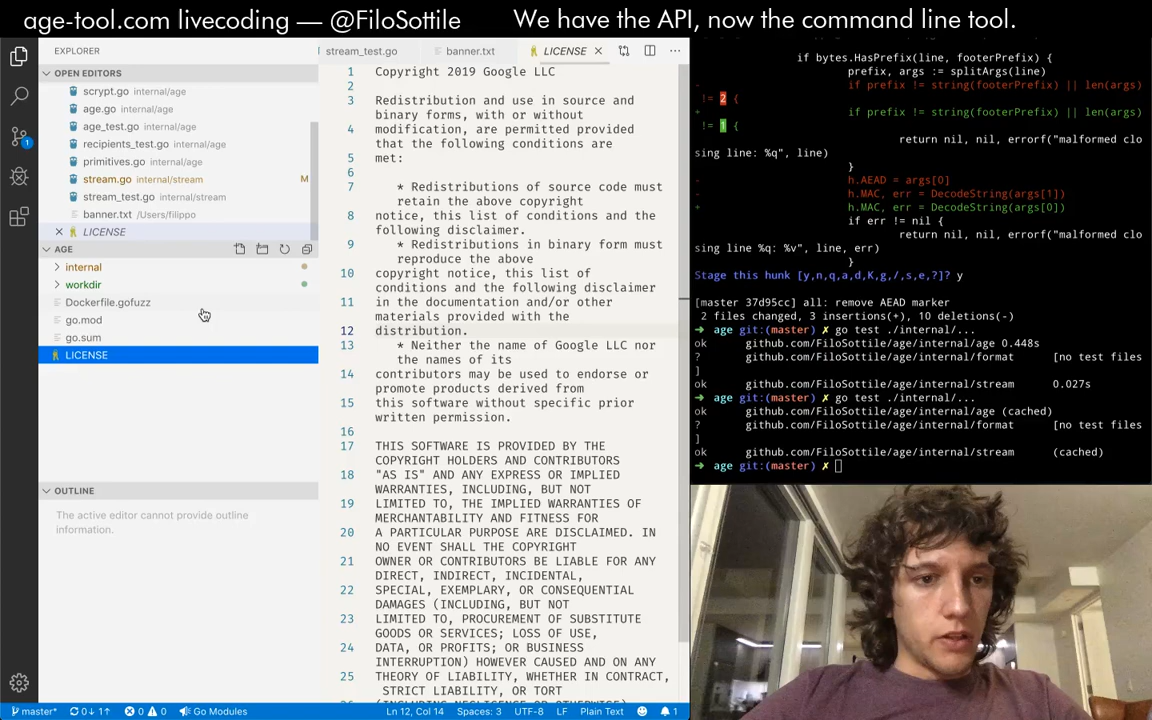 age-tool.com livecoding — @FiloSottile
We have the API, now the command line tool.
EXPLORER
OPEN EDITORS
scrypt.go internal/age
age.go internal/age
age_test.go internal/age
recipients_test.go internal/age
primitives.go internal/age
stream.go internal/stream M
stream_test.go internal/stream
banner.txt /Users/filippo
LICENSE
AGE
internal
workdir
Dockerfile.gofuzz
go.mod
go.sum
LICENSE
OUTLINE
The active editor cannot provide outline
information.
stream_test.go banner.txt LICENSE
1 Copyright 2019 Google LLC
2
3 Redistribution and use in source and
binary forms, with or without
4 modification, are permitted provided
that the following conditions are
5 met:
6
7 * Redistributions of source code must
retain the above copyright
8 notice, this list of conditions and the
following disclaimer.
9 * Redistributions in binary form must
reproduce the above
10 copyright notice, this list of
conditions and the following disclaimer
11 in the documentation and/or other
materials provided with the
12 distribution.
13 * Neither the name of Google LLC nor
the names of its
14 contributors may be used to endorse or
promote products derived from
15 this software without specific prior
written permission.
16
17 THIS SOFTWARE IS PROVIDED BY THE
COPYRIGHT HOLDERS AND CONTRIBUTORS
18 "AS IS" AND ANY EXPRESS OR IMPLIED
WARRANTIES, INCLUDING, BUT NOT
19 LIMITED TO, THE IMPLIED WARRANTIES OF
MERCHANTABILITY AND FITNESS FOR
20 A PARTICULAR PURPOSE ARE DISCLAIMED. IN
NO EVENT SHALL THE COPYRIGHT
21 OWNER OR CONTRIBUTORS BE LIABLE FOR ANY
DIRECT, INDIRECT, INCIDENTAL,
22 SPECIAL, EXEMPLARY, OR CONSEQUENTIAL
DAMAGES (INCLUDING, BUT NOT
23 LIMITED TO, PROCUREMENT OF SUBSTITUTE
GOODS OR SERVICES; LOSS OF USE,
24 DATA, OR PROFITS; OR BUSINESS
INTERRUPTION) HOWEVER CAUSED AND ON ANY
25 THEORY OF LIABILITY, WHETHER IN CONTRACT,
STRICT LIABILITY, OR TORT
if bytes.HasPrefix(line, footerPrefix) {
prefix, args := splitArgs(line)
- if prefix != string(footerPrefix) || len(args)
!= 2 {
+ if prefix != string(footerPrefix) || len(args)
!= 1 {
return nil, nil, errorf("malformed clo
sing line: %q", line)
}
- h.AEAD = args[0]
- h.MAC, err = DecodeString(args[1])
+ h.MAC, err = DecodeString(args[0])
if err != nil {
return nil, nil, errorf("malformed clo
sing line %q: %v", line, err)
}
Stage this hunk [y,n,q,a,d,K,g,/,s,e,?]? y
[master 37d95cc] all: remove AEAD marker
2 files changed, 3 insertions(+), 10 deletions(-)
➜ age git:(master) ✗ go test ./internal/...
ok github.com/FiloSottile/age/internal/age 0.448s
? github.com/FiloSottile/age/internal/format [no test files
]
ok github.com/FiloSottile/age/internal/stream 0.027s
➜ age git:(master) ✗ go test ./internal/...
ok github.com/FiloSottile/age/internal/age (cached)
? github.com/FiloSottile/age/internal/format [no test files
]
ok github.com/FiloSottile/age/internal/stream (cached)
➜ age git:(master) ✗
master* 0↓ 1↑ 0 0 Go Modules Ln 12, Col 14 Spaces: 3 UTF-8 LF Plain Text 1